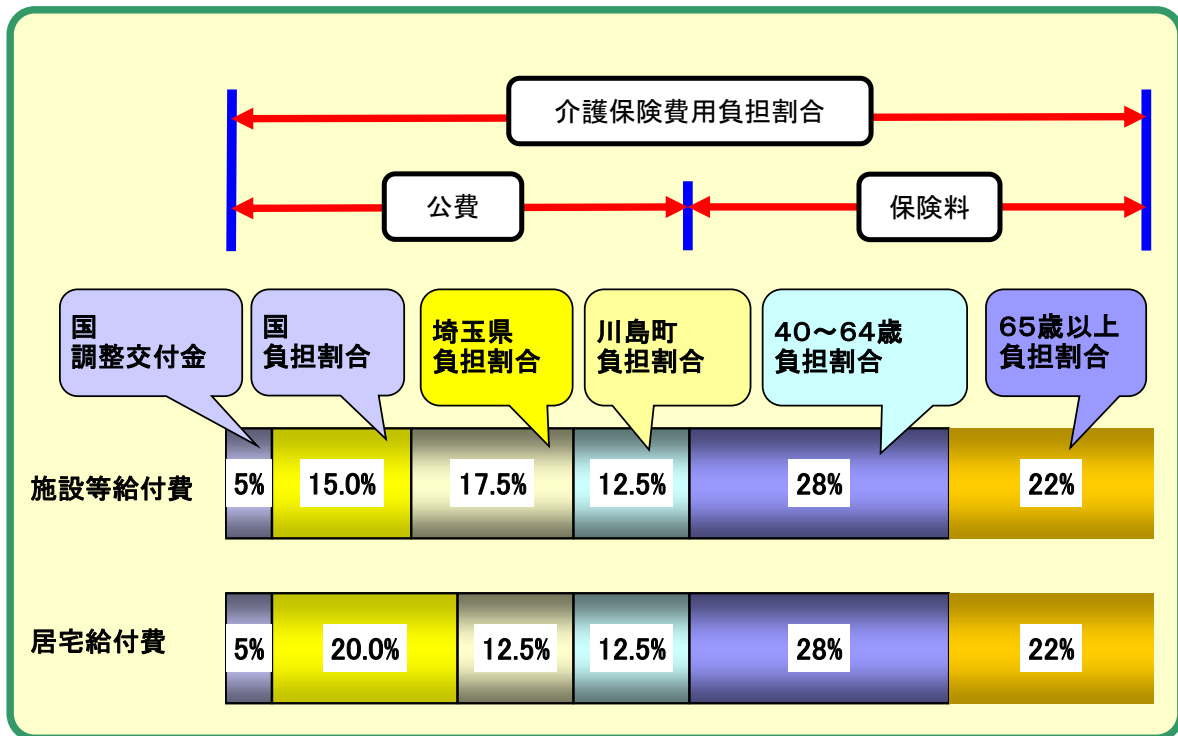 介護保険費用負担割合
公費
保険料
国
調整交付金
国
負担割合
埼玉県
負担割合
川島町
負担割合
40～64歳
負担割合
65歳以上
負担割合
施設等給付費
5%
15.0%
17.5%
12.5%
28%
22%
居宅給付費
5%
20.0%
12.5%
12.5%
28%
22%